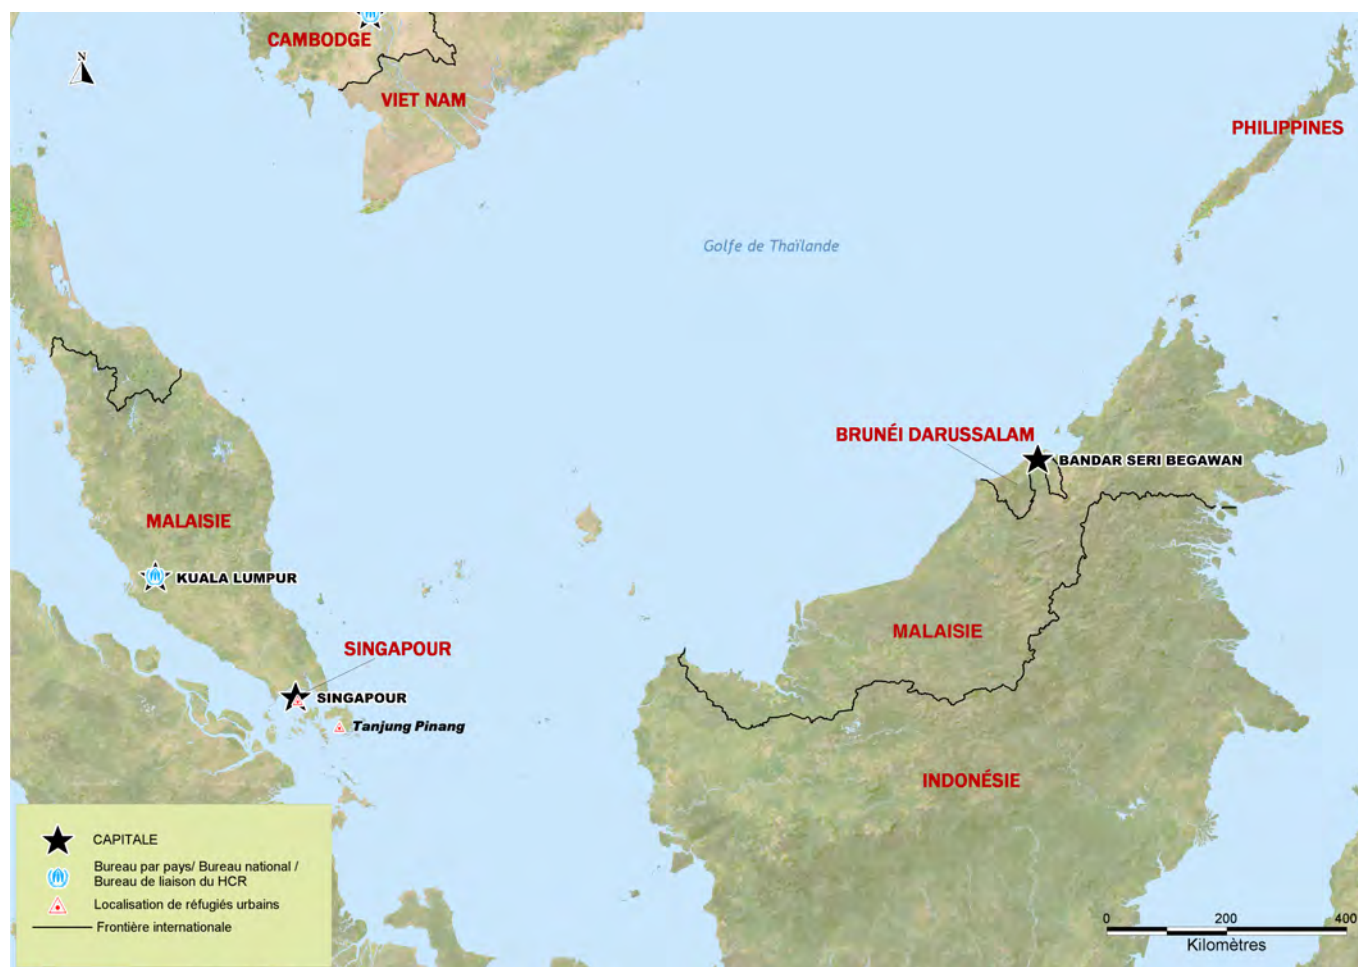 N
CAMBODGE
VIET NAM
PHILIPPINES
Golfe de Thaïlande
BRUNÉI DARUSSALAM
BANDAR SERI BEGAWAN
MALAISIE
KUALA LUMPUR
MALAISIE
SINGAPOUR
SINGAPOUR
Tanjung Pinang
INDONÉSIE
CAPITALE
Bureau par pays/ Bureau national /
Bureau de liaison du HCR
Localisation de réfugiés urbains
Frontière internationale
0 200 400
Kilomètres